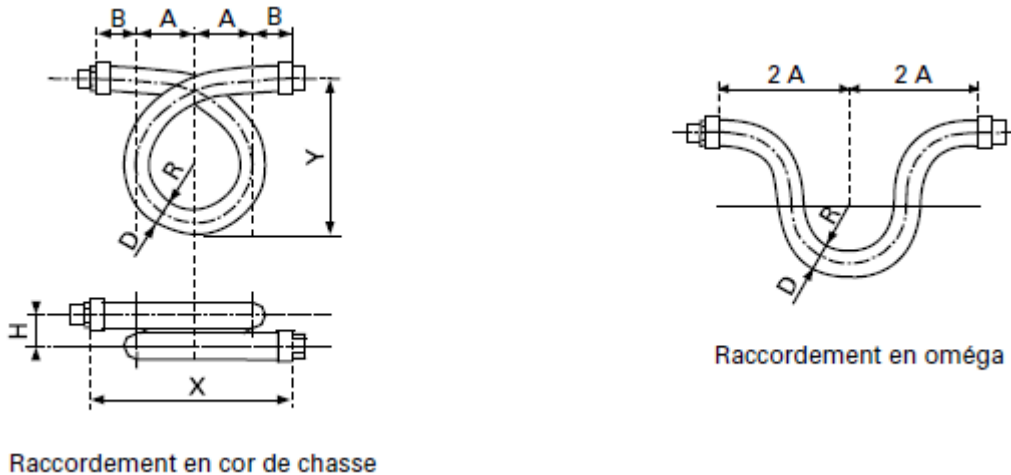 B A A B
Y
R
D
H
X
Raccordement en cor de chasse
2 A 2 A
R
D
Raccordement en oméga